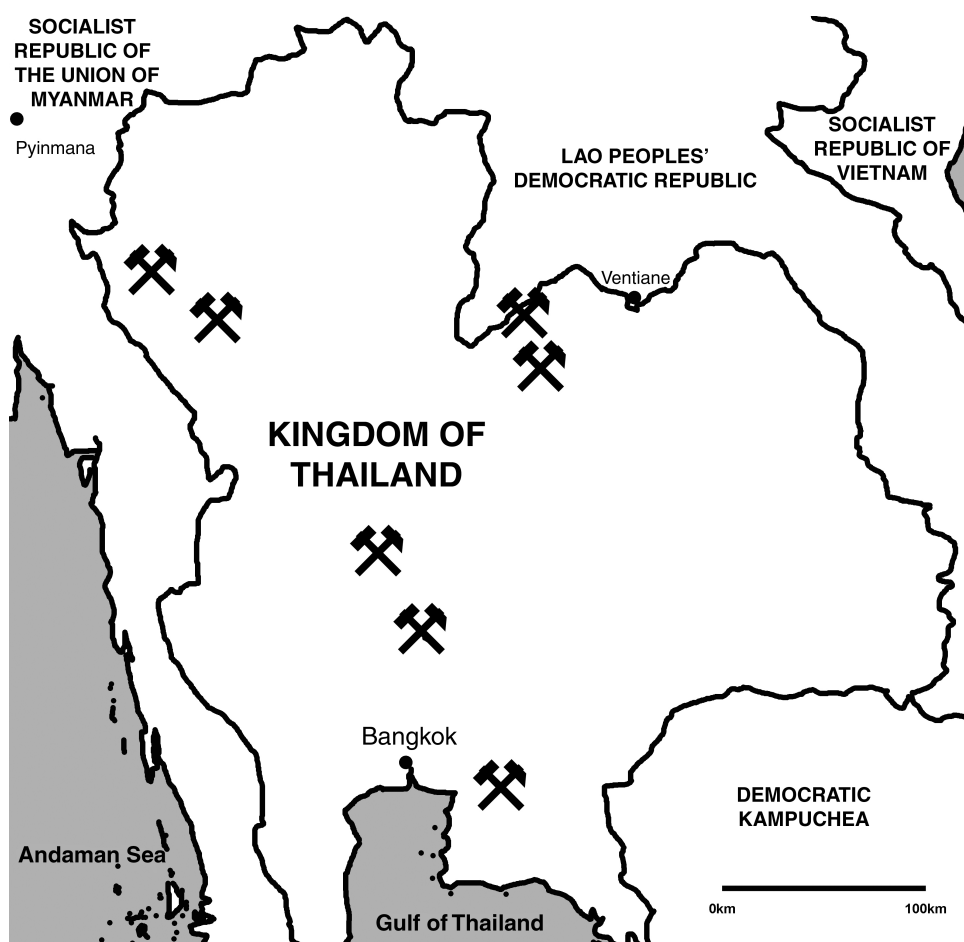 SOCIALIST
REPUBLIC OF
THE UNION OF
MYANMAR
Pyinmana
LAO PEOPLES'
DEMOCRATIC REPUBLIC
SOCIALIST
REPUBLIC OF
VIETNAM
Ventiane
KINGDOM OF
THAILAND
Bangkok
DEMOCRATIC
KAMPUCHEA
Andaman Sea
Gulf of Thailand
0km
100km